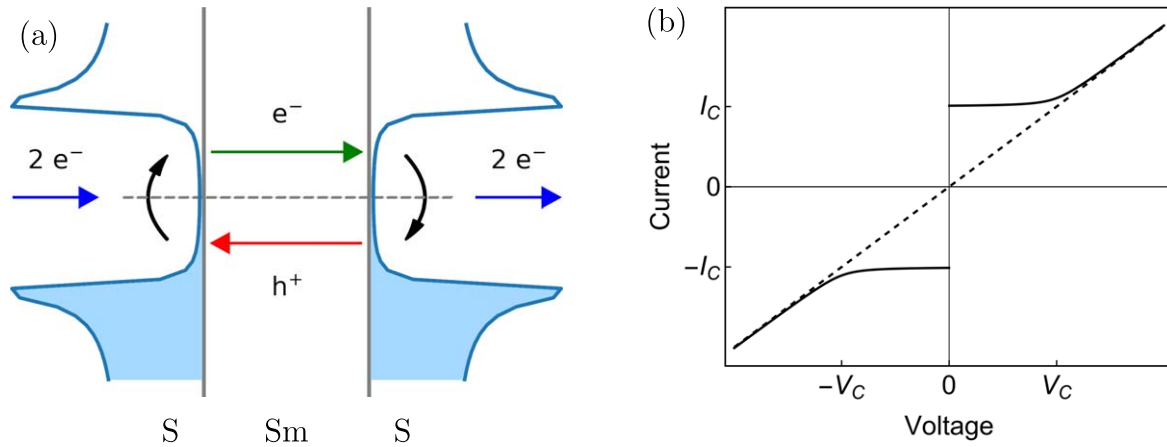 (a)
e⁻
2 e⁻
2 e⁻
h⁺
S
Sm
S
(b)
Current
I_C
0
-I_C
-V_C
0
V_C
Voltage